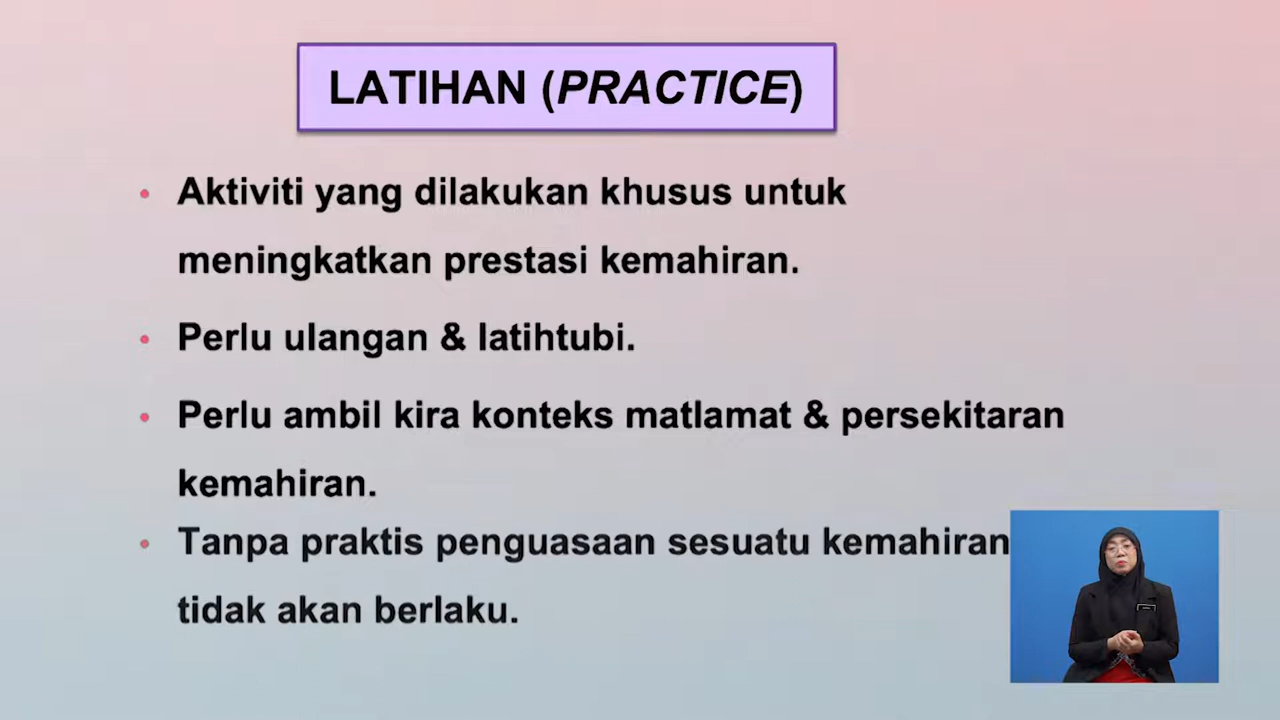 LATIHAN (PRACTICE)
• Aktiviti yang dilakukan khusus untuk
meningkatkan prestasi kemahiran.
• Perlu ulangan & latihtubi.
• Perlu ambil kira konteks matlamat & persekitaran
kemahiran.
• Tanpa praktis penguasaan sesuatu kemahiran
tidak akan berlaku.